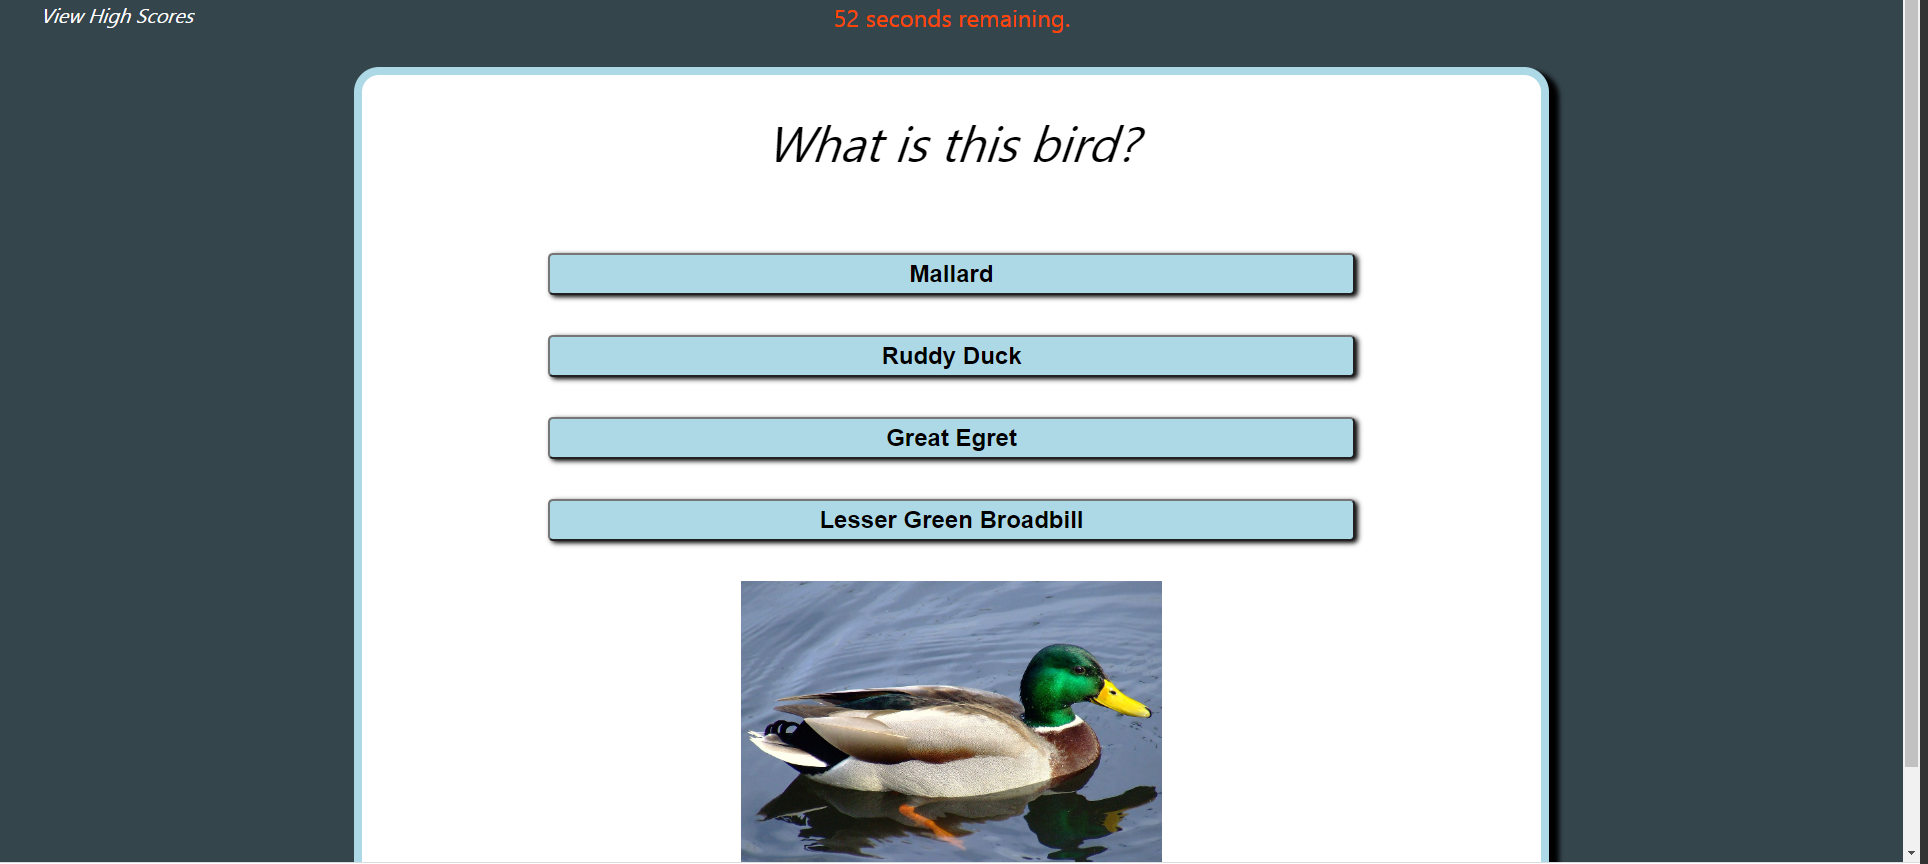 View High Scores
52 seconds remaining.
What is this bird?
Mallard
Ruddy Duck
Great Egret
Lesser Green Broadbill